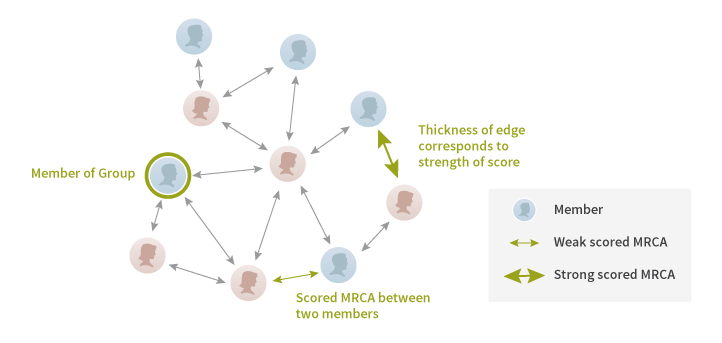 Thickness of edge
corresponds to
strength of score
Member of Group
Member
Weak scored MRCA
Strong scored MRCA
Scored MRCA between
two members